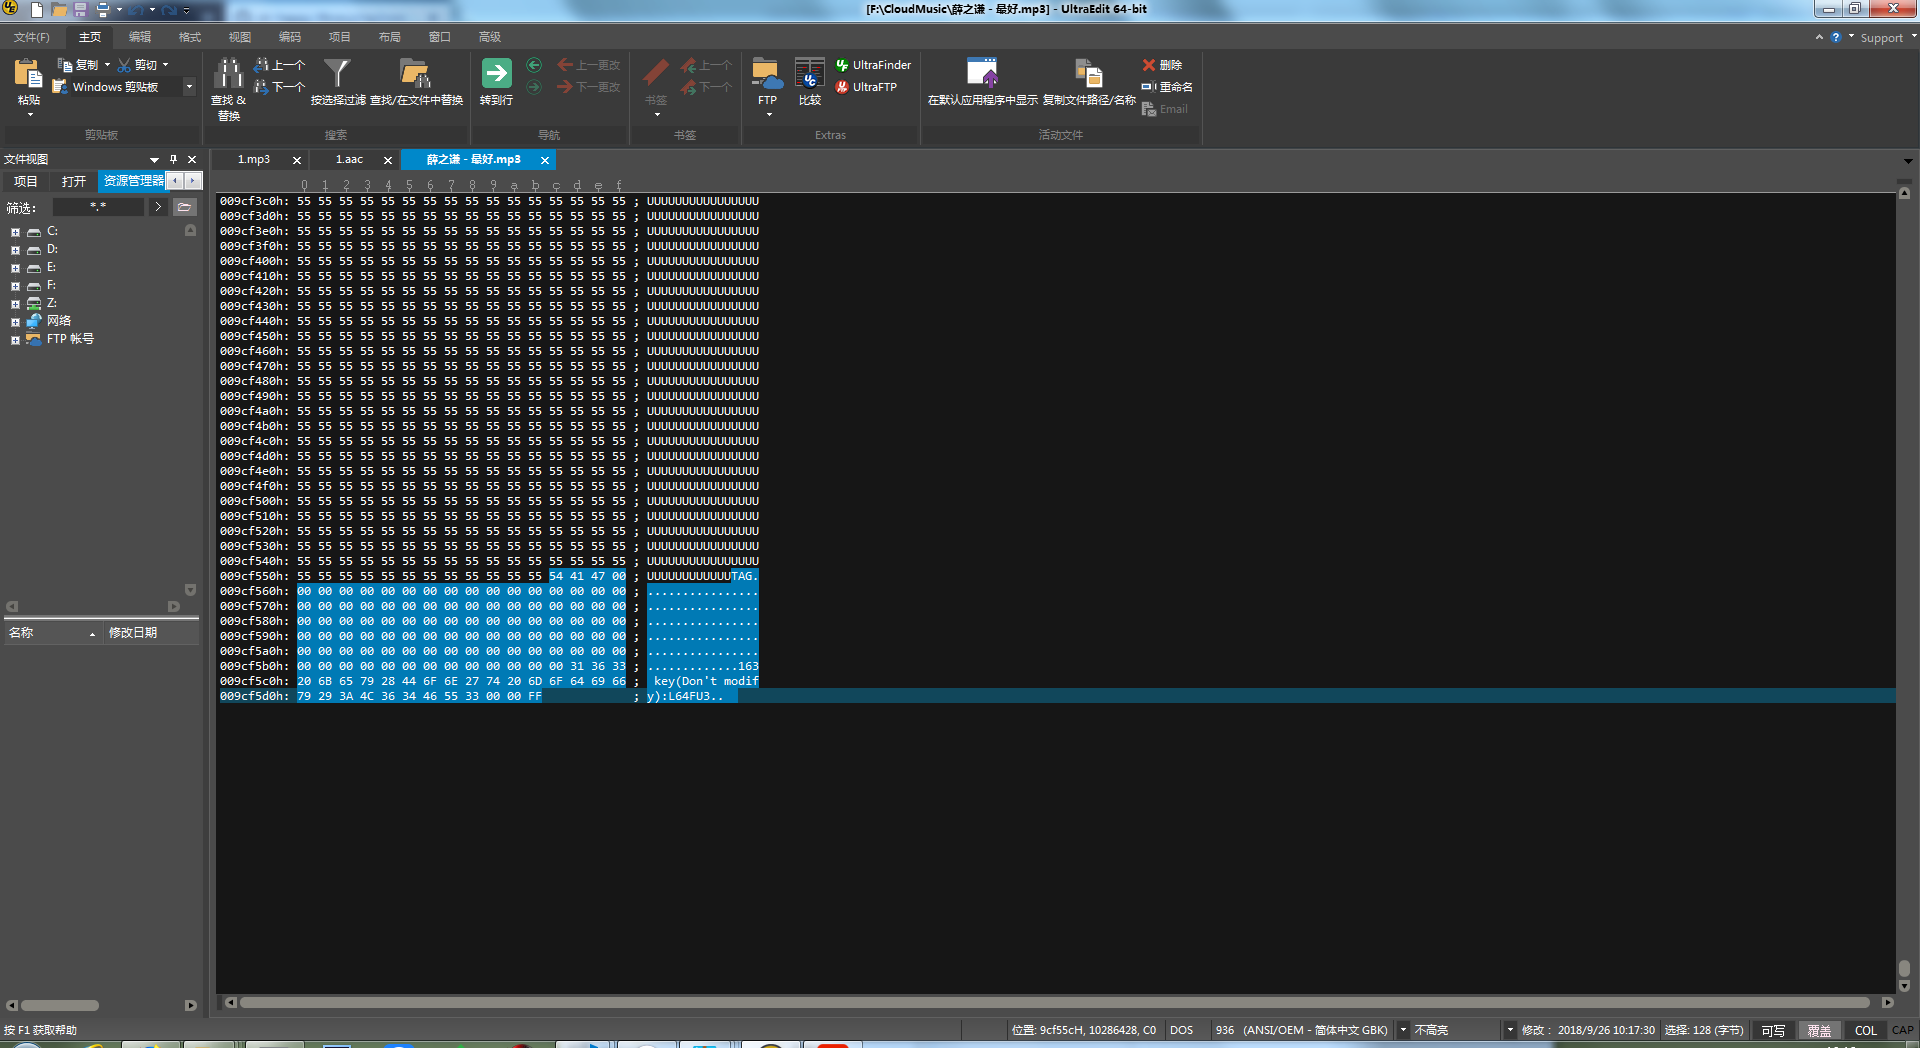 [F:\CloudMusic\薛之谦 - 最好.mp3] - UltraEdit 64-bit
文件(F) 主页 编辑 格式 视图 编码 项目 布局 窗口 高级 Support
粘贴 复制 剪切 Windows 剪贴板 剪贴板
查找 & 替换 上一个 下一个 按选择过滤 查找/在文件中替换 搜索
转到行 上一更改 下一更改 导航
书签 上一个 下一个 书签
FTP 比较 UltraFinder UltraFTP Extras
在默认应用程序中显示 复制文件路径/名称 删除 重命名 Email 活动文件
文件视图
项目 打开 资源管理器
筛选: *.*
C:
D:
E:
F:
Z:
网络
FTP 帐号
名称 修改日期
1.mp3 1.aac 薛之谦 - 最好.mp3
0 1 2 3 4 5 6 7 8 9 a b c d e f
009cf3c0h: 55 55 55 55 55 55 55 55 55 55 55 55 55 55 55 55 ; UUUUUUUUUUUUUUUU
009cf3d0h: 55 55 55 55 55 55 55 55 55 55 55 55 55 55 55 55 ; UUUUUUUUUUUUUUUU
009cf3e0h: 55 55 55 55 55 55 55 55 55 55 55 55 55 55 55 55 ; UUUUUUUUUUUUUUUU
009cf3f0h: 55 55 55 55 55 55 55 55 55 55 55 55 55 55 55 55 ; UUUUUUUUUUUUUUUU
009cf400h: 55 55 55 55 55 55 55 55 55 55 55 55 55 55 55 55 ; UUUUUUUUUUUUUUUU
009cf410h: 55 55 55 55 55 55 55 55 55 55 55 55 55 55 55 55 ; UUUUUUUUUUUUUUUU
009cf420h: 55 55 55 55 55 55 55 55 55 55 55 55 55 55 55 55 ; UUUUUUUUUUUUUUUU
009cf430h: 55 55 55 55 55 55 55 55 55 55 55 55 55 55 55 55 ; UUUUUUUUUUUUUUUU
009cf440h: 55 55 55 55 55 55 55 55 55 55 55 55 55 55 55 55 ; UUUUUUUUUUUUUUUU
009cf450h: 55 55 55 55 55 55 55 55 55 55 55 55 55 55 55 55 ; UUUUUUUUUUUUUUUU
009cf460h: 55 55 55 55 55 55 55 55 55 55 55 55 55 55 55 55 ; UUUUUUUUUUUUUUUU
009cf470h: 55 55 55 55 55 55 55 55 55 55 55 55 55 55 55 55 ; UUUUUUUUUUUUUUUU
009cf480h: 55 55 55 55 55 55 55 55 55 55 55 55 55 55 55 55 ; UUUUUUUUUUUUUUUU
009cf490h: 55 55 55 55 55 55 55 55 55 55 55 55 55 55 55 55 ; UUUUUUUUUUUUUUUU
009cf4a0h: 55 55 55 55 55 55 55 55 55 55 55 55 55 55 55 55 ; UUUUUUUUUUUUUUUU
009cf4b0h: 55 55 55 55 55 55 55 55 55 55 55 55 55 55 55 55 ; UUUUUUUUUUUUUUUU
009cf4c0h: 55 55 55 55 55 55 55 55 55 55 55 55 55 55 55 55 ; UUUUUUUUUUUUUUUU
009cf4d0h: 55 55 55 55 55 55 55 55 55 55 55 55 55 55 55 55 ; UUUUUUUUUUUUUUUU
009cf4e0h: 55 55 55 55 55 55 55 55 55 55 55 55 55 55 55 55 ; UUUUUUUUUUUUUUUU
009cf4f0h: 55 55 55 55 55 55 55 55 55 55 55 55 55 55 55 55 ; UUUUUUUUUUUUUUUU
009cf500h: 55 55 55 55 55 55 55 55 55 55 55 55 55 55 55 55 ; UUUUUUUUUUUUUUUU
009cf510h: 55 55 55 55 55 55 55 55 55 55 55 55 55 55 55 55 ; UUUUUUUUUUUUUUUU
009cf520h: 55 55 55 55 55 55 55 55 55 55 55 55 55 55 55 55 ; UUUUUUUUUUUUUUUU
009cf530h: 55 55 55 55 55 55 55 55 55 55 55 55 55 55 55 55 ; UUUUUUUUUUUUUUUU
009cf540h: 55 55 55 55 55 55 55 55 55 55 55 55 55 55 55 55 ; UUUUUUUUUUUUUUUU
009cf550h: 55 55 55 55 55 55 55 55 55 55 55 55 54 41 47 00 ; UUUUUUUUUUUUTAG.
009cf560h: 00 00 00 00 00 00 00 00 00 00 00 00 00 00 00 00 ; ................
009cf570h: 00 00 00 00 00 00 00 00 00 00 00 00 00 00 00 00 ; ................
009cf580h: 00 00 00 00 00 00 00 00 00 00 00 00 00 00 00 00 ; ................
009cf590h: 00 00 00 00 00 00 00 00 00 00 00 00 00 00 00 00 ; ................
009cf5a0h: 00 00 00 00 00 00 00 00 00 00 00 00 00 00 00 00 ; ................
009cf5b0h: 00 00 00 00 00 00 00 00 00 00 00 00 00 31 36 33 ; .............163
009cf5c0h: 20 6B 65 79 28 44 6F 6E 27 74 20 6D 6F 64 69 66 ;  key(Don't modif
009cf5d0h: 79 29 3A 4C 36 34 46 55 33 00 00 FF ; y):L64FU3..
按 F1 获取帮助 位置: 9cf55cH, 10286428, C0 DOS 936 (ANSI/OEM - 简体中文 GBK) 不高亮 修改: 2018/9/26 10:17:30 选择: 128 (字节) 可写 覆盖 COL CAP